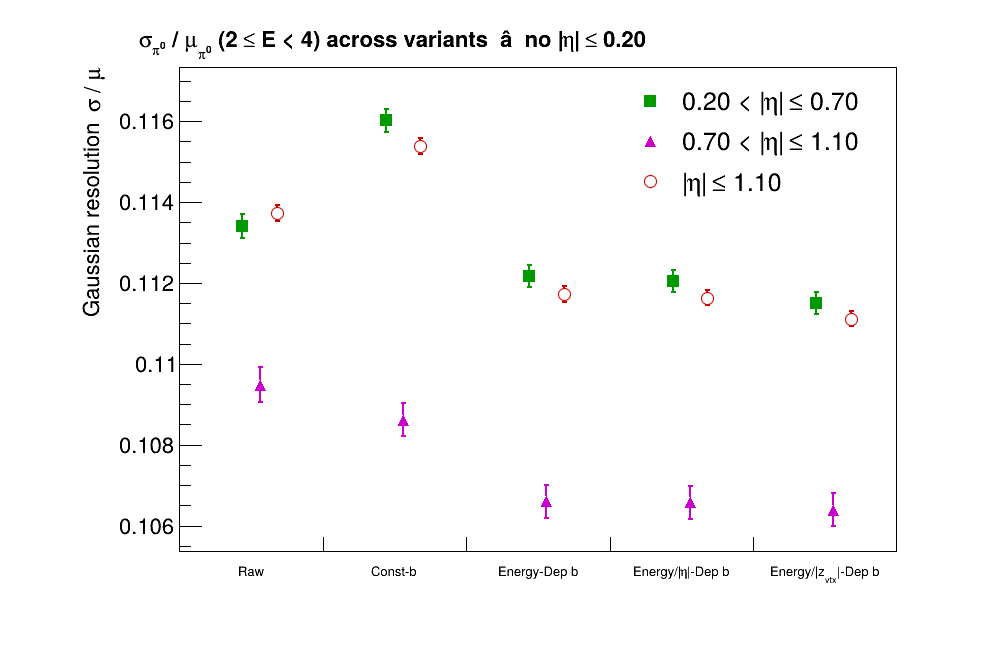 σπ⁰ / μπ⁰ (2 ≤ E < 4) across variants â no |η| ≤ 0.20
Gaussian resolution σ / μ
0.20 < |η| ≤ 0.70
0.70 < |η| ≤ 1.10
|η| ≤ 1.10
0.116
0.114
0.112
0.11
0.108
0.106
Raw Const-b Energy-Dep b Energy/|η|-Dep b Energy/|zvtx|-Dep b